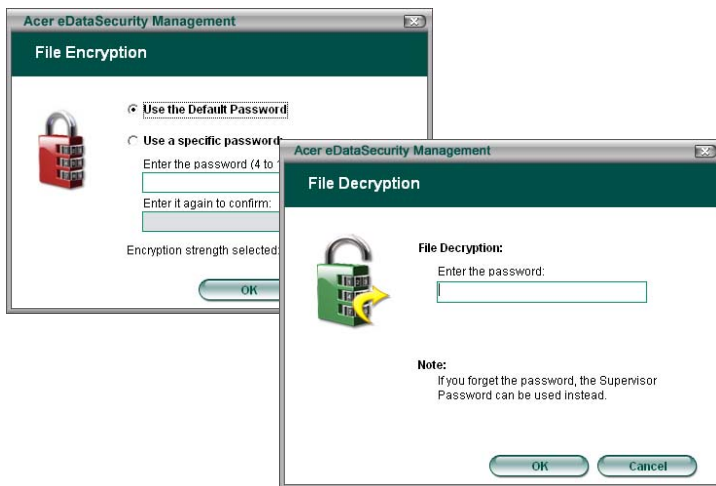 Acer eDataSecurity Management
File Encryption
Use the Default Password
Use a specific password:
Enter the password (4 to
Enter it again to confirm:
Encryption strength selected:
OK
Acer eDataSecurity Management
File Decryption
File Decryption:
Enter the password:
Note:
If you forget the password, the Supervisor
Password can be used instead.
OK
Cancel